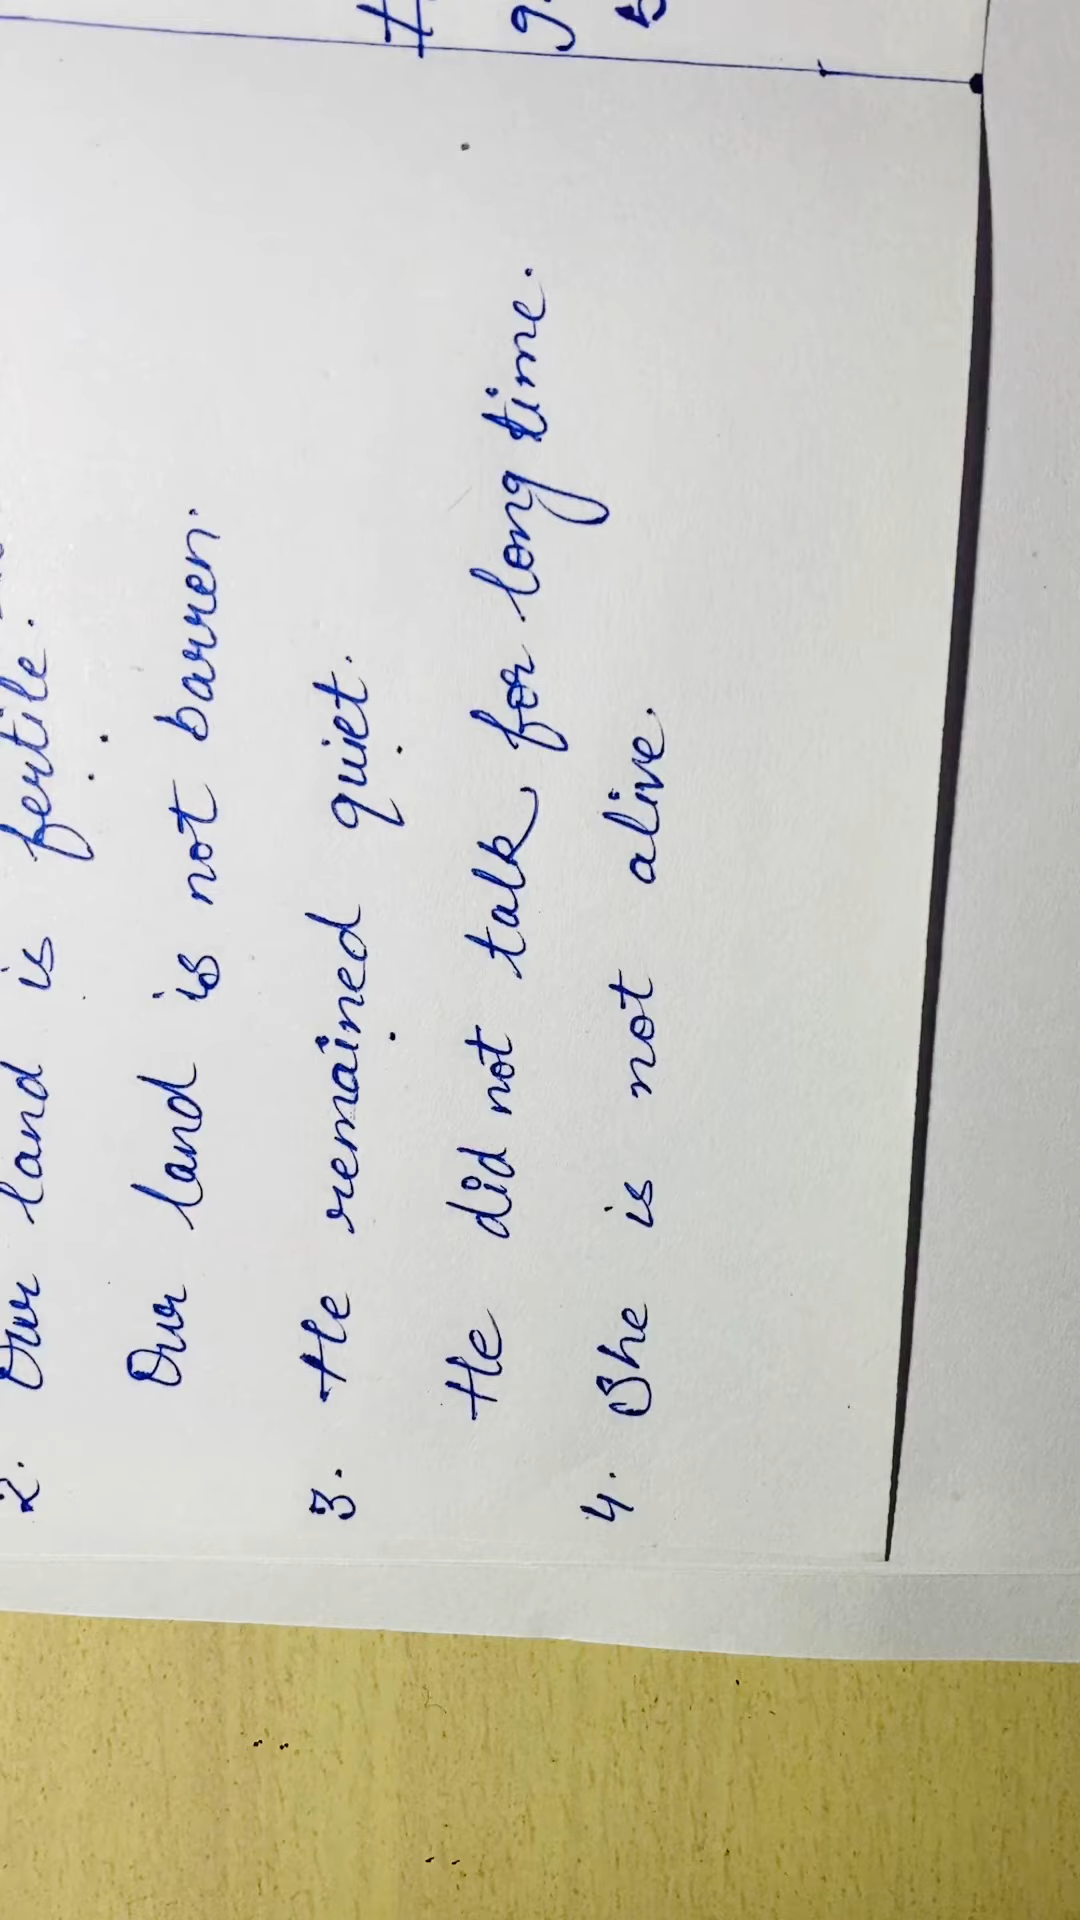 2. Our land is fertile.
Our land is not barren.
3. He remained quiet.
He did not talk for long time.
4. She is not alive.